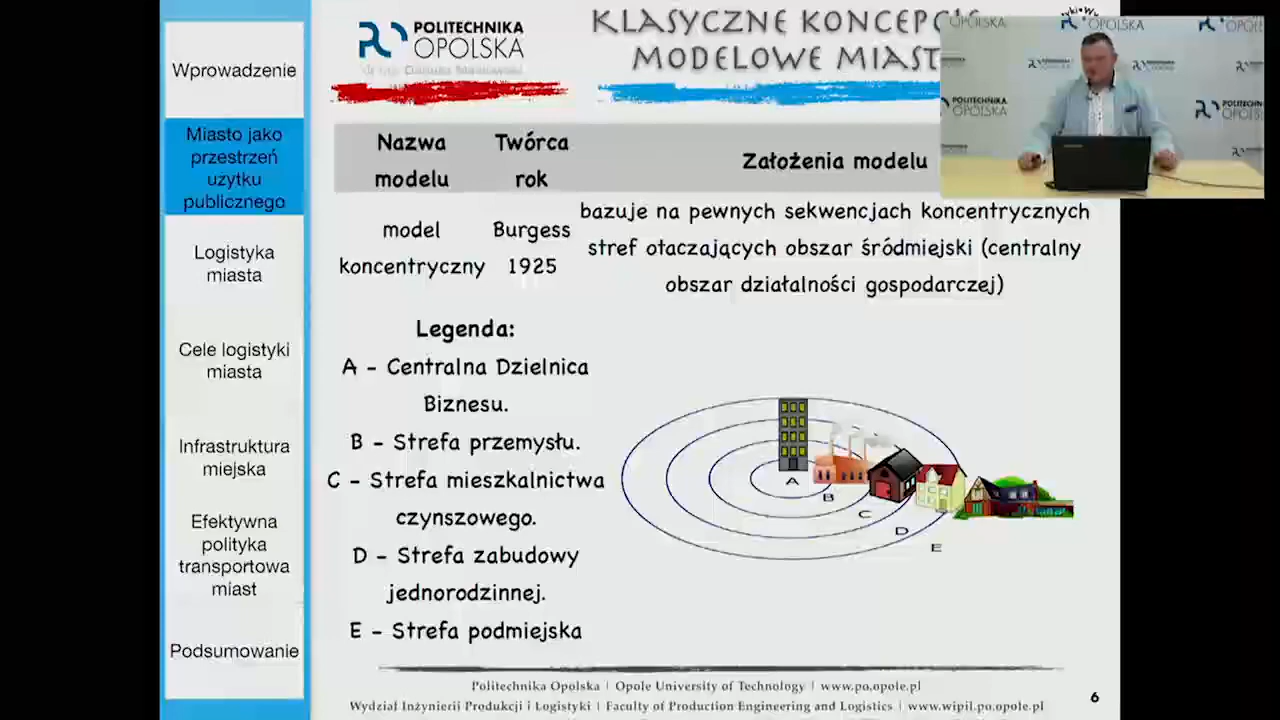 Wprowadzenie
Miasto jako
przestrzeń
użytku
publicznego
Logistyka
miasta
Cele logistyki
miasta
Infrastruktura
miejska
Efektywna
polityka
transportowa
miast
Podsumowanie
POLITECHNIKA
OPOLSKA
KLASYCZNE
MODELOWE MIAST
Nazwa
modelu
Twórca
rok
Założenia modelu
model
koncentryczny
Burgess
1925
bazuje na pewnych sekwencjach koncentrycznych
stref otaczających obszar śródmiejski (centralny
obszar działalności gospodarczej)
Legenda:
A - Centralna Dzielnica
Biznesu.
B - Strefa przemysłu.
C - Strefa mieszkalnictwa
czynszowego.
D - Strefa zabudowy
jednorodzinnej.
E - Strefa podmiejska
A
B
C
D
E
Politechnika Opolska | Opole University of Technology | www.po.opole.pl
Wydział Inżynierii Produkcji i Logistyki | Faculty of Production Engineering and Logistics | www.wipil.po.opole.pl
6
OPOLSKA
OPOLSKA
POLITECHNIKA
OPOLSKA